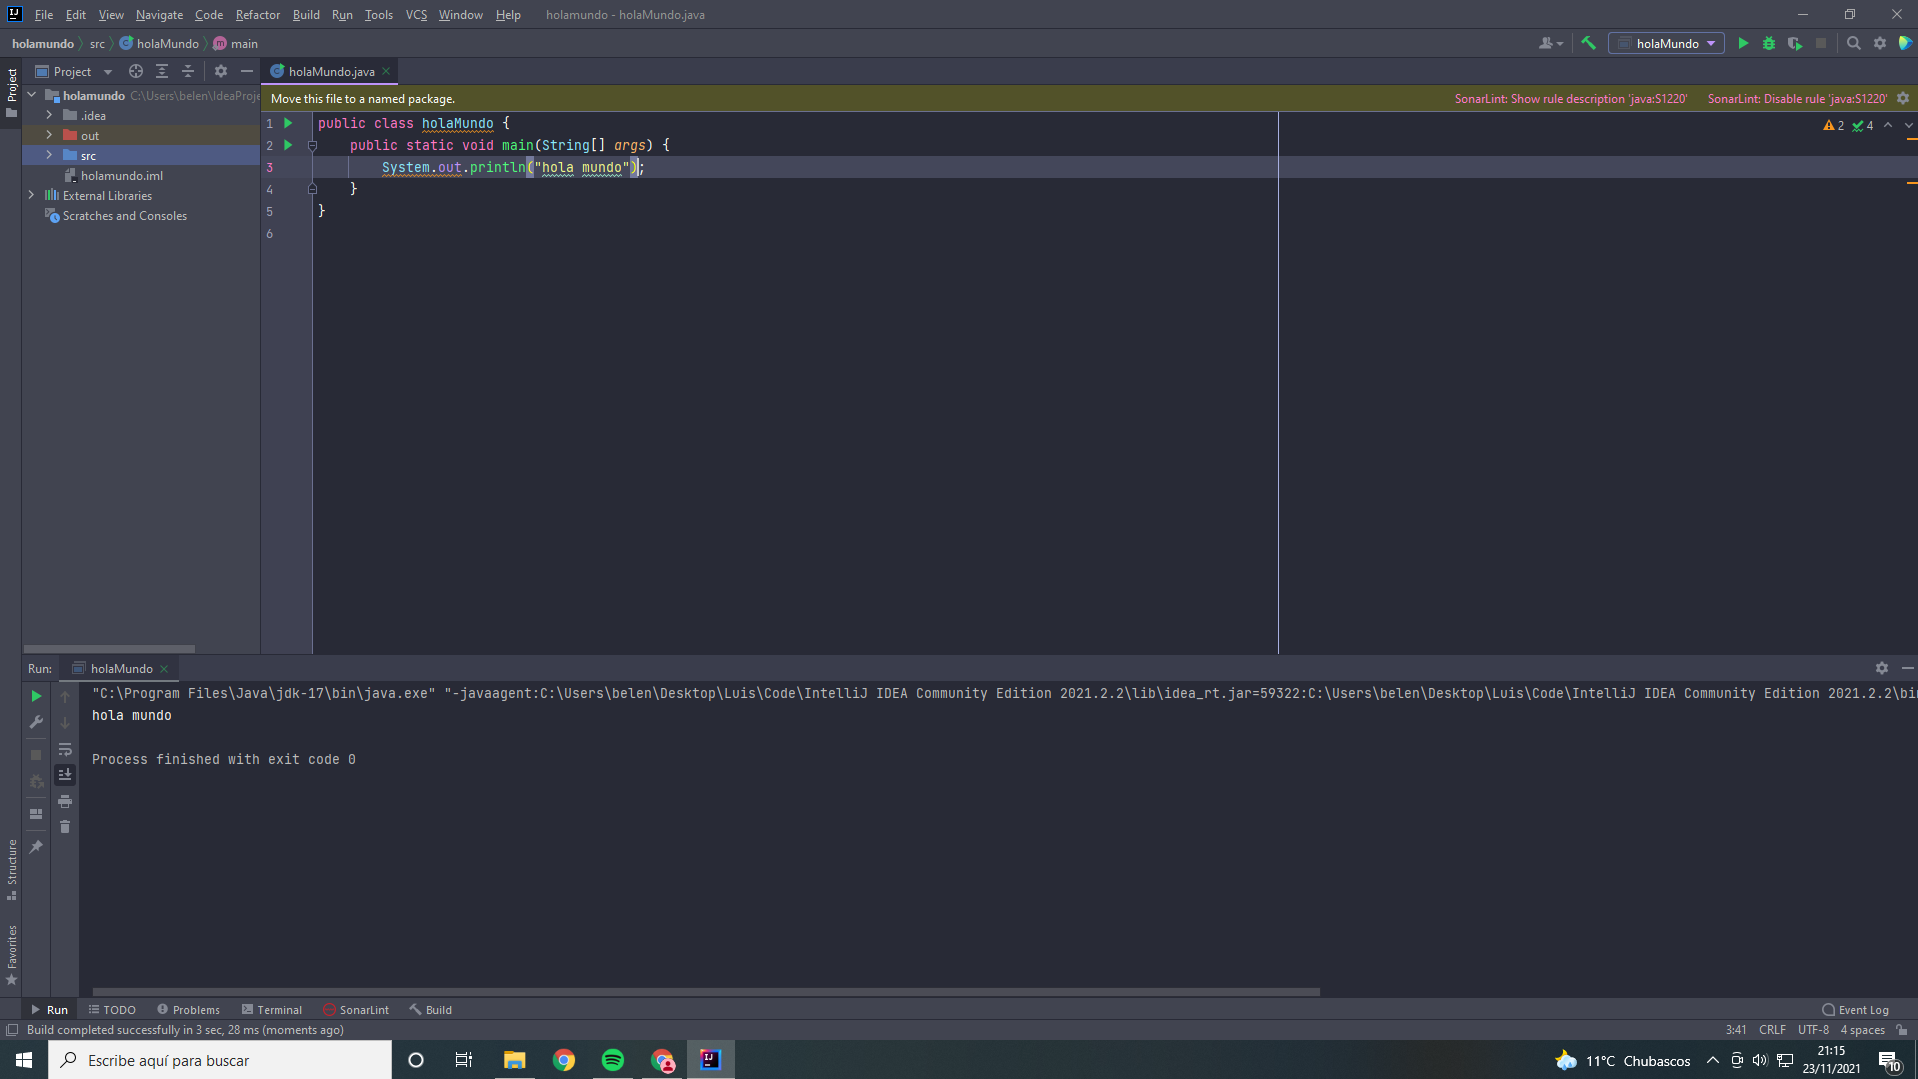 File Edit View Navigate Code Refactor Build Run Tools VCS Window Help holamundo - holaMundo.java
holamundo src holaMundo main
holaMundo
Project
Project
holaMundo.java
holamundo C:\Users\belen\IdeaProje
.idea
out
src
holamundo.iml
External Libraries
Scratches and Consoles
Move this file to a named package. SonarLint: Show rule description 'java:S1220' SonarLint: Disable rule 'java:S1220'
2 4
1 public class holaMundo {
2 public static void main(String[] args) {
3 System.out.println("hola mundo");
4 }
5 }
6
Run: holaMundo
"C:\Program Files\Java\jdk-17\bin\java.exe" "-javaagent:C:\Users\belen\Desktop\Luis\Code\IntelliJ IDEA Community Edition 2021.2.2\lib\idea_rt.jar=59322:C:\Users\belen\Desktop\Luis\Code\IntelliJ IDEA Community Edition 2021.2.2\bin
hola mundo
Process finished with exit code 0
Structure
Favorites
Run TODO Problems Terminal SonarLint Build Event Log
Build completed successfully in 3 sec, 28 ms (moments ago) 3:41 CRLF UTF-8 4 spaces
Escribe aquí para buscar
11°C Chubascos
21:15
23/11/2021
10